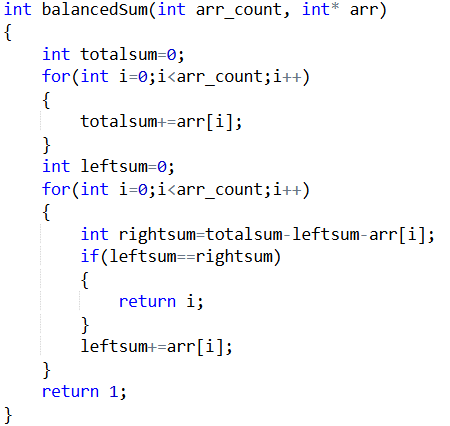 int balancedSum(int arr_count, int* arr)
{
    int totalsum=0;
    for(int i=0;i<arr_count;i++)
    {
        totalsum+=arr[i];
    }
    int leftsum=0;
    for(int i=0;i<arr_count;i++)
    {
        int rightsum=totalsum-leftsum-arr[i];
        if(leftsum==rightsum)
        {
            return i;
        }
        leftsum+=arr[i];
    }
    return 1;
}